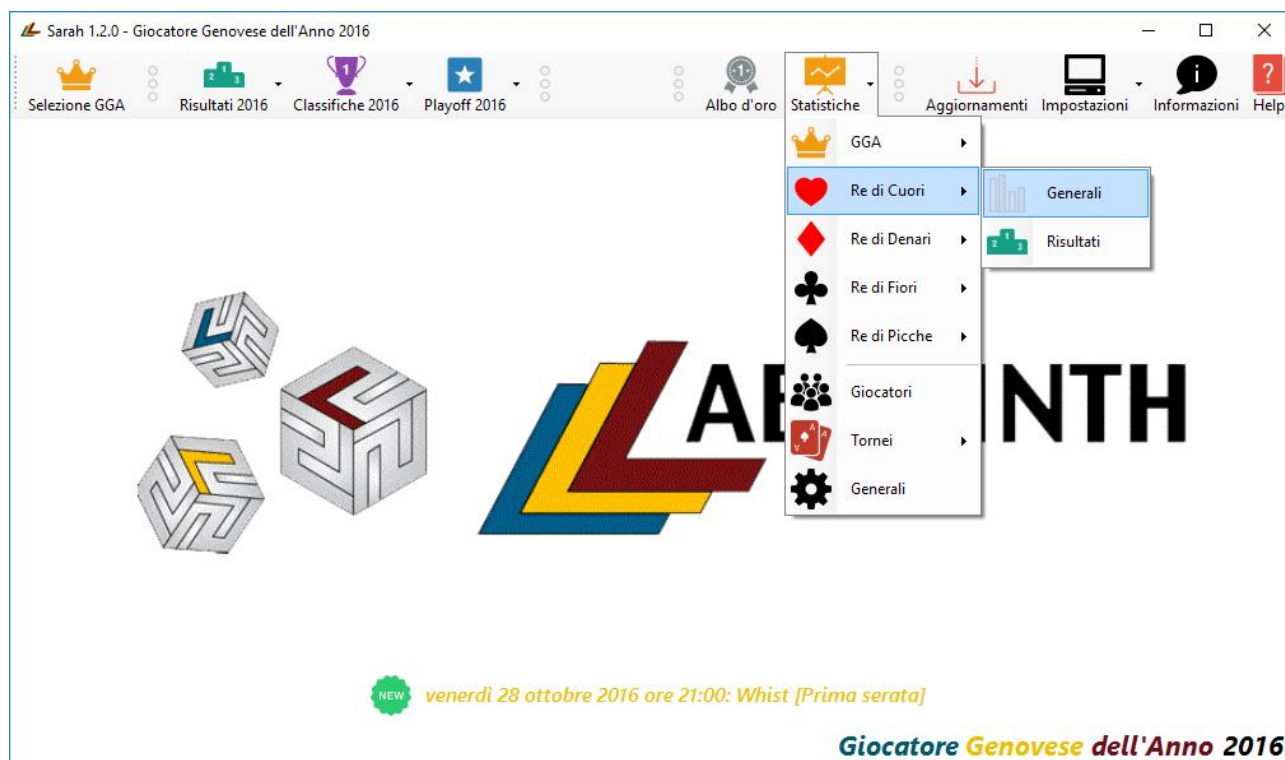 Sarah 1.2.0 - Giocatore Genovese dell'Anno 2016
Selezione GGA
Risultati 2016
Classifiche 2016
Playoff 2016
Albo d'oro
Statistiche
Aggiornamenti
Impostazioni
Informazioni
Help
GGA
Re di Cuori
Generali
Re di Denari
Risultati
Re di Fiori
Re di Picche
Giocatori
Tornei
Generali
NEW
venerdì 28 ottobre 2016 ore 21:00: Whist [Prima serata]
Giocatore Genovese dell'Anno 2016